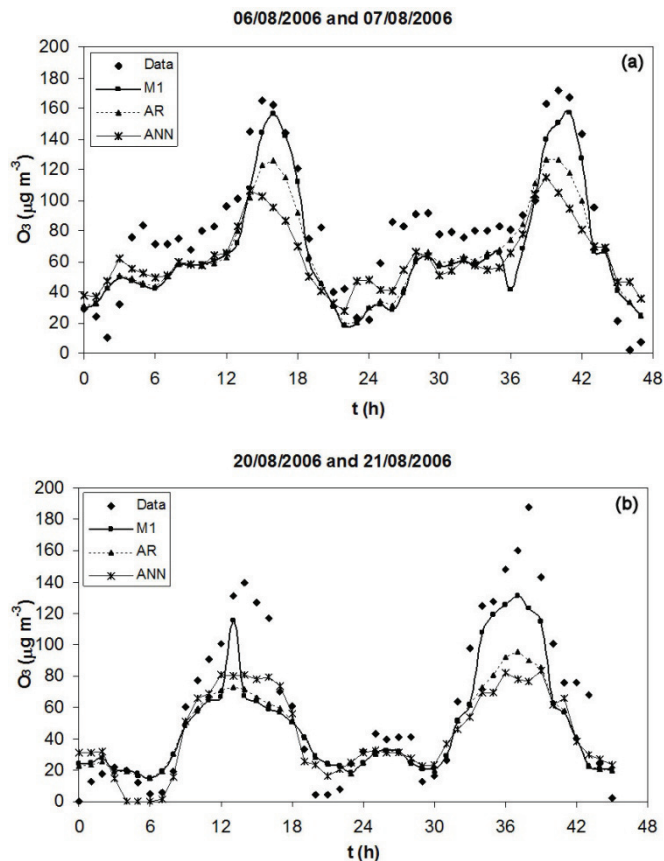 06/08/2006 and 07/08/2006
(a)
Data
M1
AR
ANN
O₃ (µg m⁻³)
200
180
160
140
120
100
80
60
40
20
0
0 6 12 18 24 30 36 42 48
t (h)
20/08/2006 and 21/08/2006
(b)
Data
M1
AR
ANN
O₃ (µg m⁻³)
200
180
160
140
120
100
80
60
40
20
0
0 6 12 18 24 30 36 42 48
t (h)